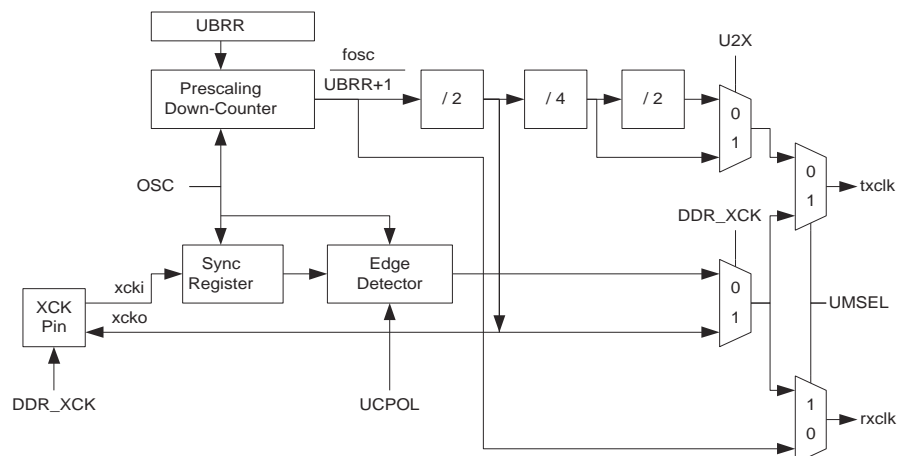 UBRR
fosc
U2X
Prescaling
Down-Counter
UBRR+1
/ 2
/ 4
/ 2
0
1
OSC
0
1
txclk
DDR_XCK
xcki
Sync
Register
Edge
Detector
0
1
XCK
Pin
xcko
UMSEL
DDR_XCK
UCPOL
1
0
rxclk